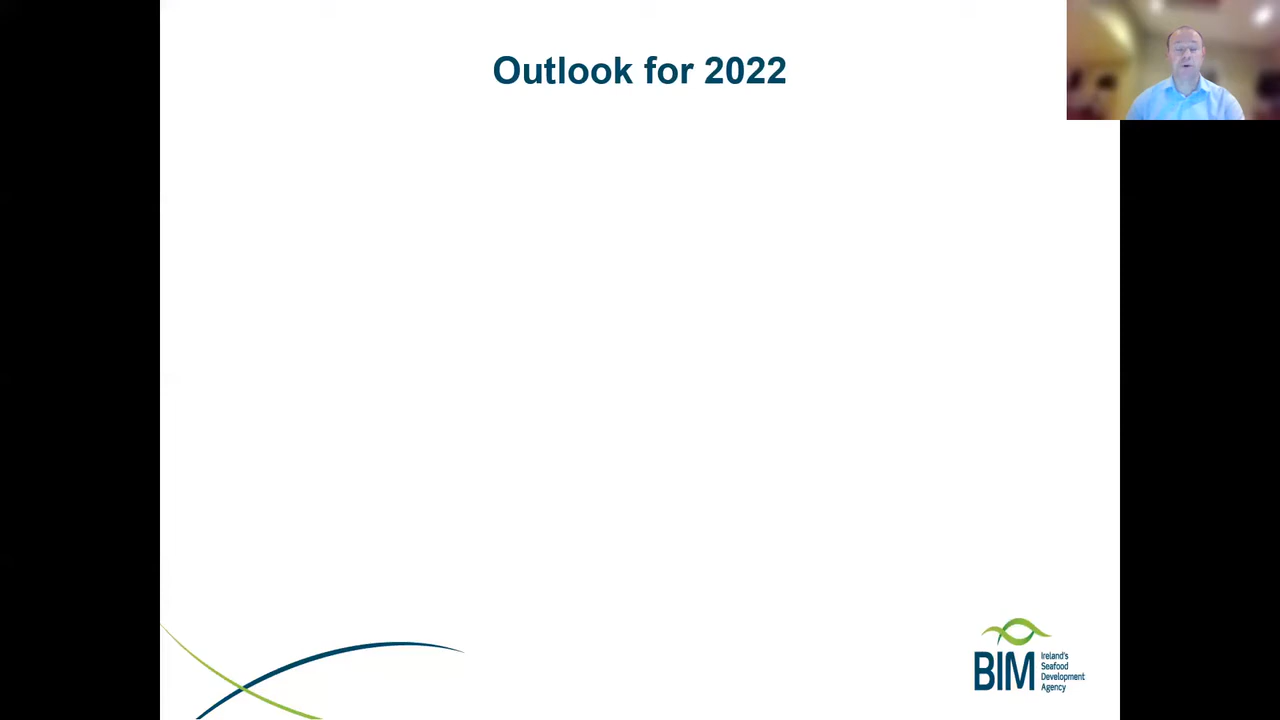 Outlook for 2022
BIM
Ireland's
Seafood
Development
Agency